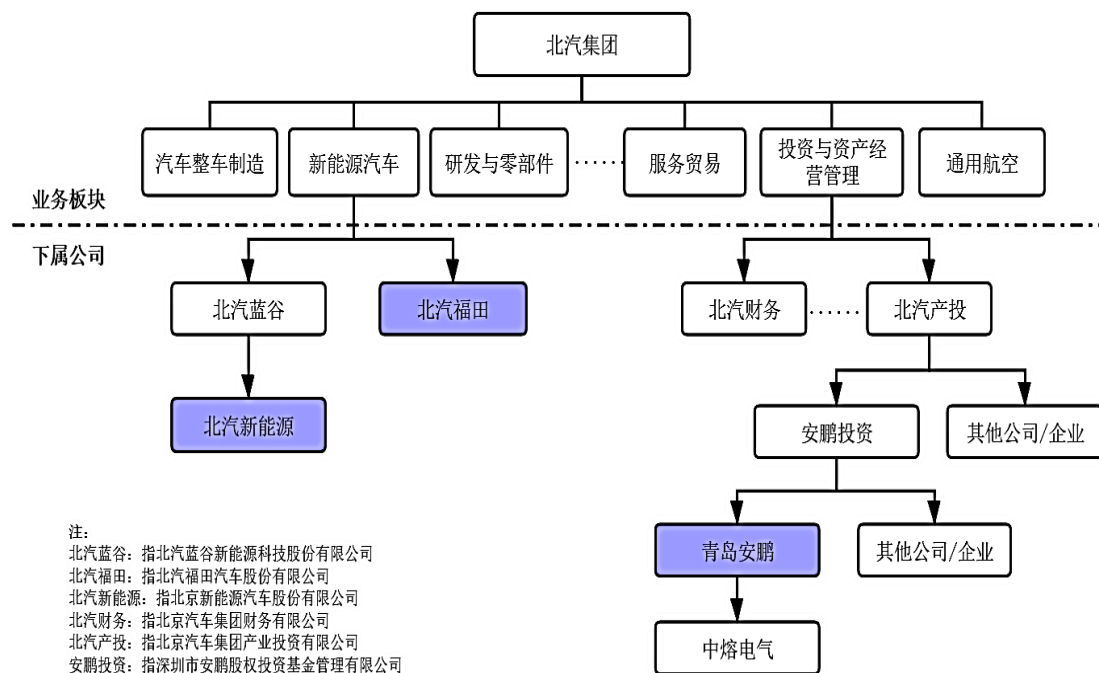 北汽集团
汽车整车制造
新能源汽车
研发与零部件
……
服务贸易
投资与资产经
营管理
通用航空
业务板块
下属公司
北汽蓝谷
北汽福田
北汽财务
……
北汽产投
北汽新能源
安鹏投资
其他公司/企业
青岛安鹏
其他公司/企业
中熔电气
注：
北汽蓝谷：指北汽蓝谷新能源科技股份有限公司
北汽福田：指北汽福田汽车股份有限公司
北汽新能源：指北京新能源汽车股份有限公司
北汽财务：指北京汽车集团财务有限公司
北汽产投：指北京汽车集团产业投资有限公司
安鹏投资：指深圳市安鹏股权投资基金管理有限公司